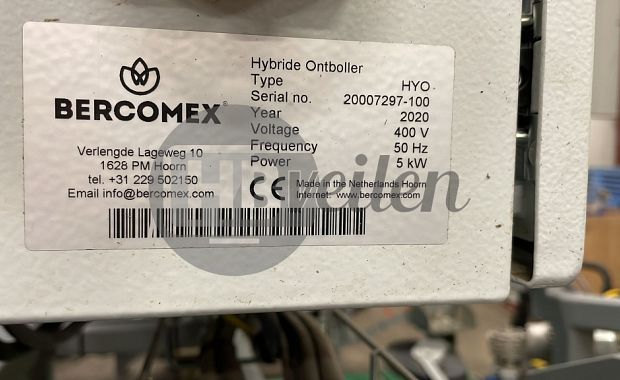 BERCOMEX®
Verlengde Lageweg 10
1628 PM Hoorn
tel. +31 229 502150
Email info@bercomex.com
Hybride Ontboller
Type HYO
Serial no. 20007297-100
Year 2020
Voltage 400 V
Frequency 50 Hz
Power 5 kW
CE Made in the Netherlands Hoorn
Internet: www.bercomex.com
HTveilen